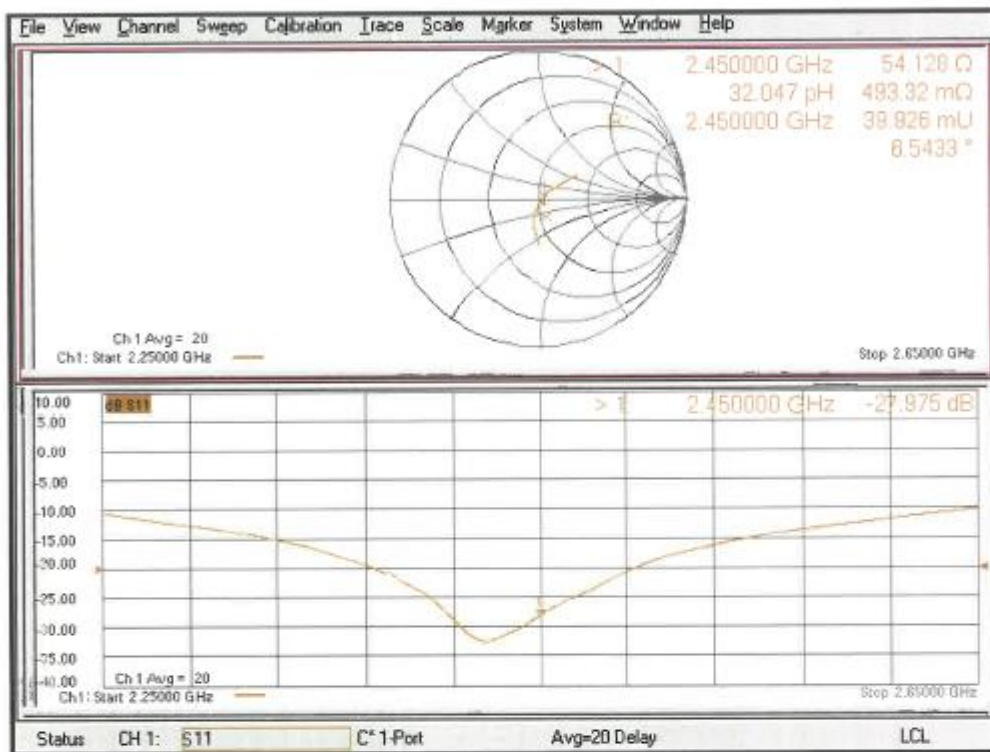 File View Channel Sweep Calibration Trace Scale Marker System Window Help
> 1: 2.450000 GHz 54.128 Ω
32.047 pH 493.32 mΩ
R: 2.450000 GHz 39.926 mU
6.5433 °
Ch 1 Avg = 20
Ch1: Start 2.25000 GHz
Stop 2.65000 GHz
10.00
dB S11
> 1: 2.450000 GHz -27.975 dB
5.00
0.00
-5.00
-10.00
-15.00
-20.00
-25.00
-30.00
-35.00
-40.00
Ch 1 Avg = 20
Ch1: Start 2.25000 GHz
Stop 2.65000 GHz
Status CH 1: S11 C* 1-Port Avg=20 Delay LCL